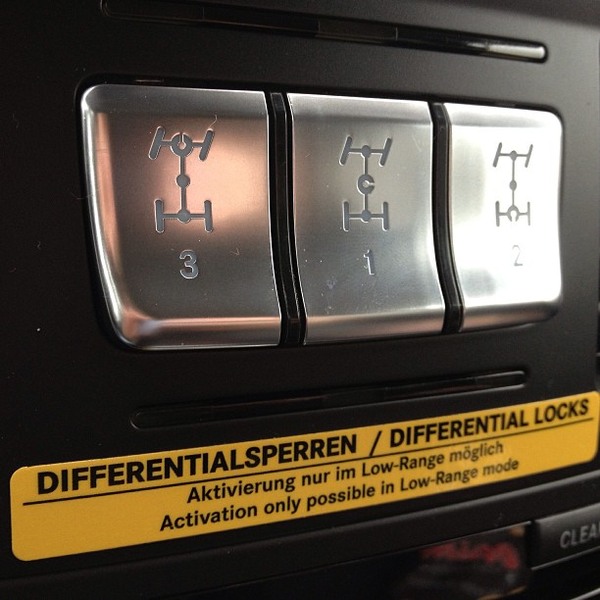 3 1 2
DIFFERENTIALSPERREN / DIFFERENTIAL LOCKS
Aktivierung nur im Low-Range möglich
Activation only possible in Low-Range mode